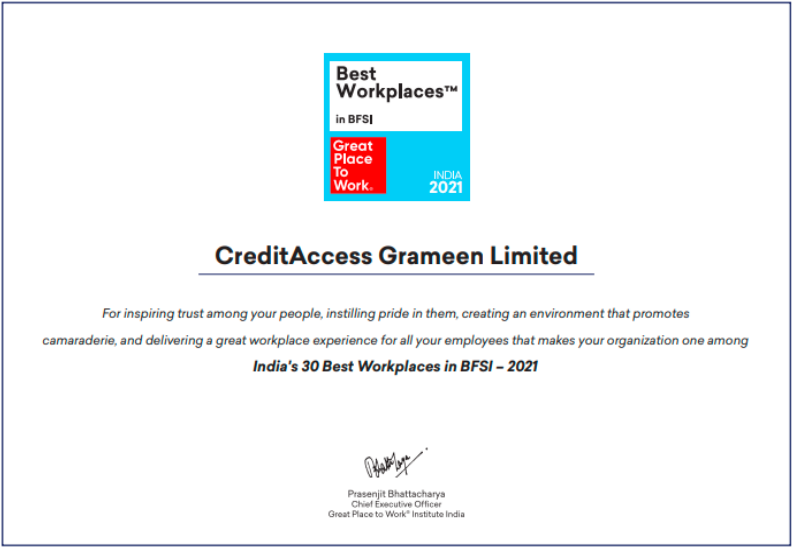 Best
Workplaces™
in BFSI
Great
Place
To
Work.
INDIA
2021
CreditAccess Grameen Limited
For inspiring trust among your people, instilling pride in them, creating an environment that promotes
camaraderie, and delivering a great workplace experience for all your employees that makes your organization one among
India's 30 Best Workplaces in BFSI – 2021
Prasenjit Bhattacharya
Chief Executive Officer
Great Place to Work® Institute India